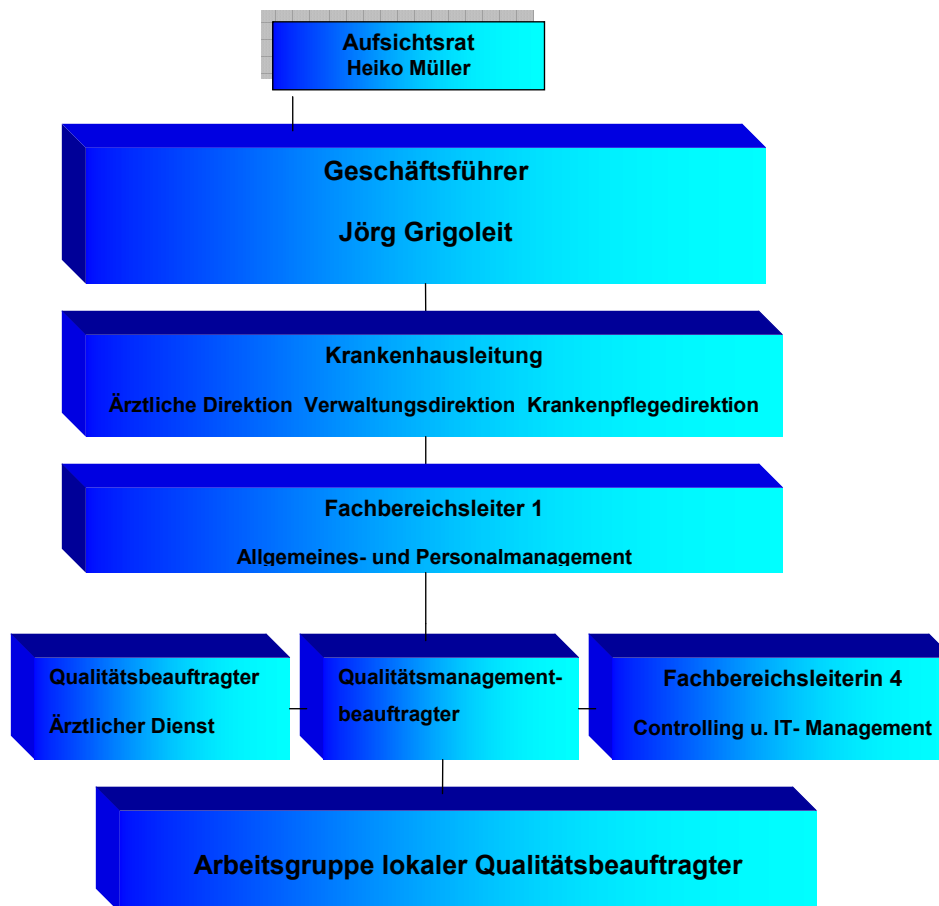 Aufsichtsrat
Heiko Müller
Geschäftsführer
Jörg Grigoleit
Krankenhausleitung
Ärztliche Direktion Verwaltungsdirektion Krankenpflegedirektion
Fachbereichsleiter 1
Allgemeines- und Personalmanagement
Qualitätsbeauftragter
Ärztlicher Dienst
Qualitätsmanagement-
beauftragter
Fachbereichsleiterin 4
Controlling u. IT- Management
Arbeitsgruppe lokaler Qualitätsbeauftragter